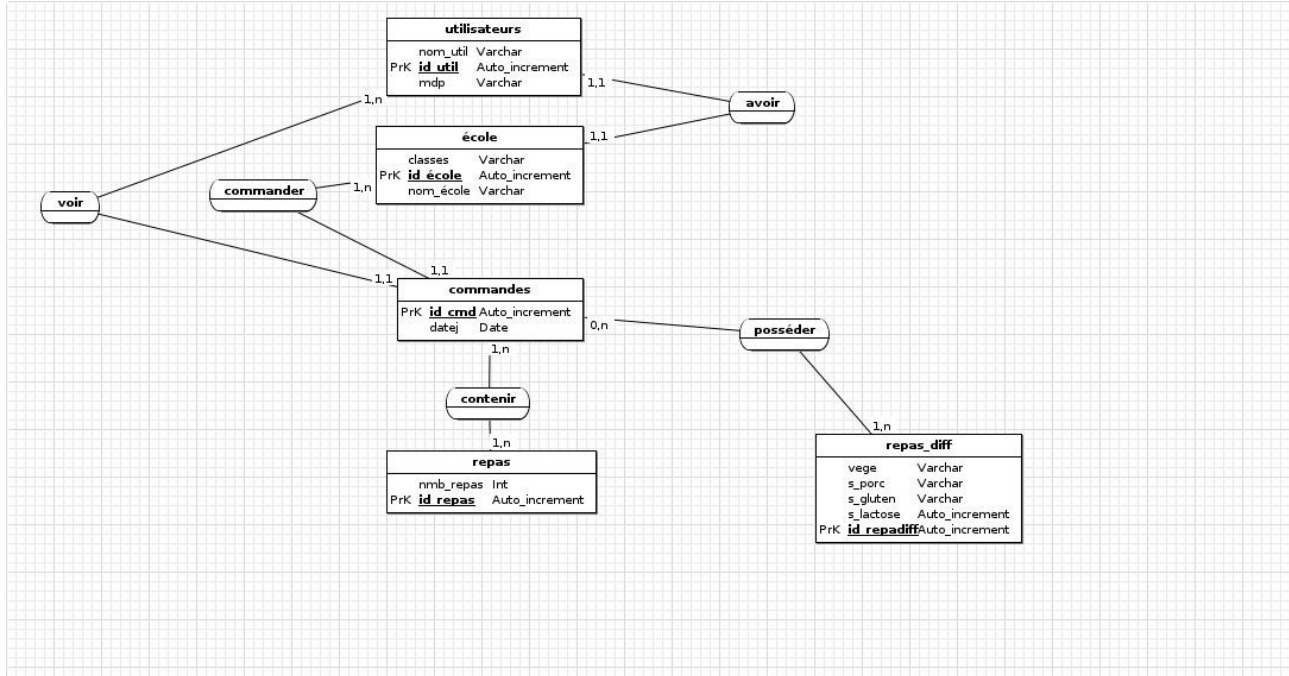 utilisateurs
nom_util Varchar
PrK id_util Auto_increment
mdp Varchar
1,1
avoir
1,n
école
1,1
classes Varchar
PrK id_école Auto_increment
nom_école Varchar
commander
1,n
voir
1,1
1,1
commandes
PrK id_cmd Auto_increment
datej Date
0,n
posséder
1,n
contenir
1,n
repas
nmb_repas Int
PrK id_repas Auto_increment
1,n
repas_diff
vege Varchar
s_porc Varchar
s_gluten Varchar
s_lactose Auto_increment
PrK id_repadiff Auto_increment